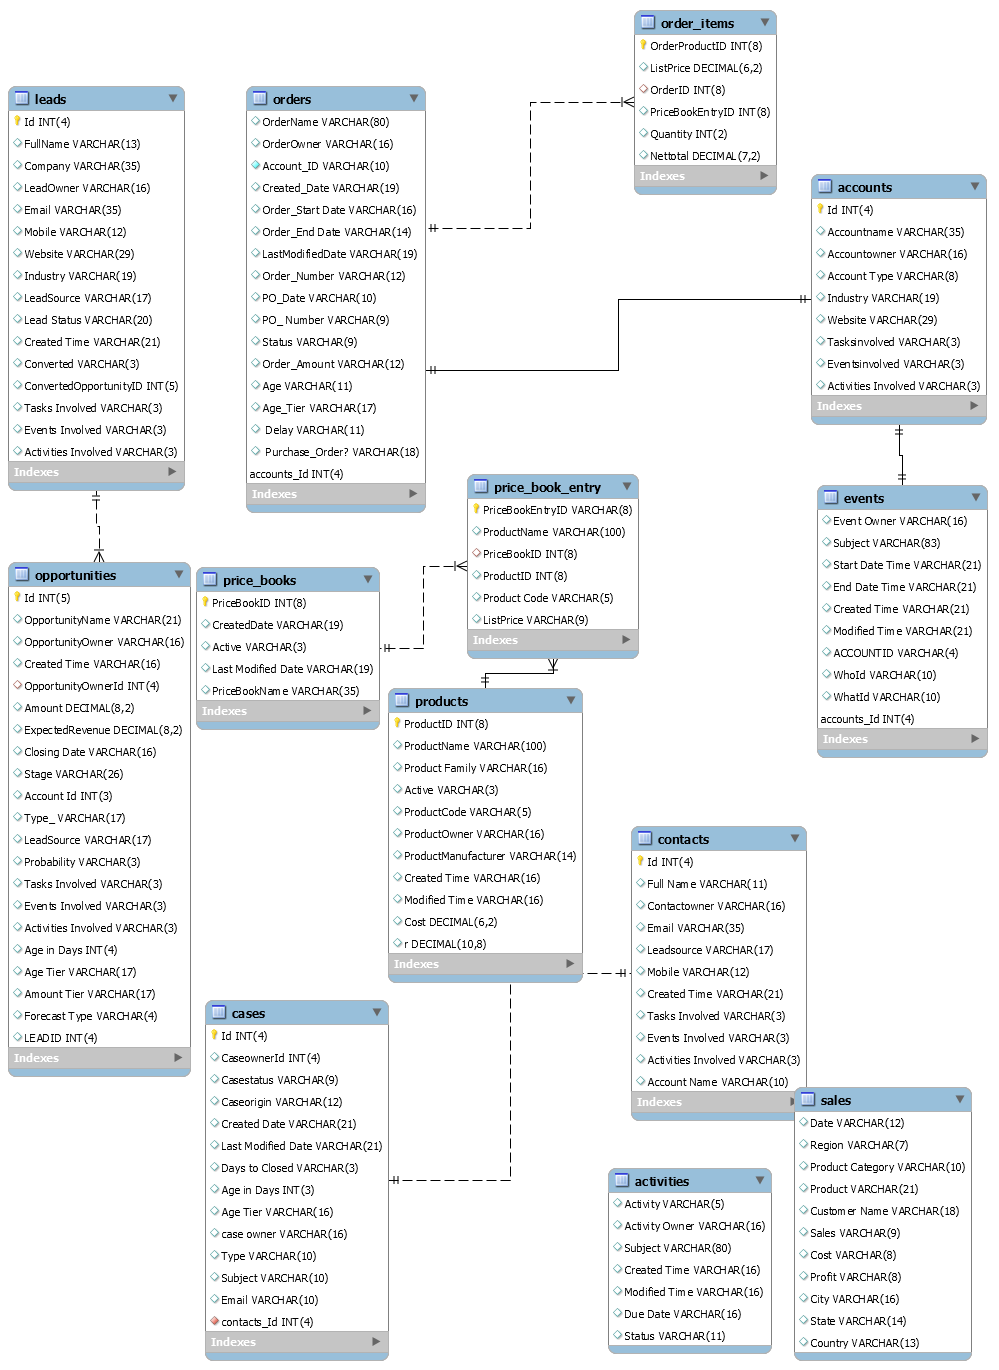 order_items
OrderProductID INT(8)
ListPrice DECIMAL(6,2)
OrderID INT(8)
PriceBookEntryID INT(8)
Quantity INT(2)
Nettotal DECIMAL(7,2)
Indexes
leads
Id INT(4)
FullName VARCHAR(13)
Company VARCHAR(35)
LeadOwner VARCHAR(16)
Email VARCHAR(35)
Mobile VARCHAR(12)
Website VARCHAR(29)
Industry VARCHAR(19)
LeadSource VARCHAR(17)
Lead Status VARCHAR(20)
Created Time VARCHAR(21)
Converted VARCHAR(3)
ConvertedOpportunityID INT(5)
Tasks Involved VARCHAR(3)
Events Involved VARCHAR(3)
Activities Involved VARCHAR(3)
Indexes
orders
OrderName VARCHAR(80)
OrderOwner VARCHAR(16)
Account_ID VARCHAR(10)
Created_Date VARCHAR(19)
Order_Start Date VARCHAR(16)
Order_End Date VARCHAR(14)
LastModifiedDate VARCHAR(19)
Order_Number VARCHAR(12)
PO_Date VARCHAR(10)
PO_ Number VARCHAR(9)
Status VARCHAR(9)
Order_Amount VARCHAR(12)
Age VARCHAR(11)
Age_Tier VARCHAR(17)
Delay VARCHAR(11)
Purchase_Order? VARCHAR(18)
accounts_Id INT(4)
Indexes
accounts
Id INT(4)
Accountname VARCHAR(35)
Accountowner VARCHAR(16)
Account Type VARCHAR(8)
Industry VARCHAR(19)
Website VARCHAR(29)
Tasksinvolved VARCHAR(3)
Eventsinvolved VARCHAR(3)
Activities Involved VARCHAR(3)
Indexes
price_book_entry
PriceBookEntryID VARCHAR(8)
ProductName VARCHAR(100)
PriceBookID INT(8)
ProductID INT(8)
Product Code VARCHAR(5)
ListPrice VARCHAR(9)
Indexes
events
Event Owner VARCHAR(16)
Subject VARCHAR(83)
Start Date Time VARCHAR(21)
End Date Time VARCHAR(21)
Created Time VARCHAR(21)
Modified Time VARCHAR(21)
ACCOUNTID VARCHAR(4)
WhoId VARCHAR(10)
WhatId VARCHAR(10)
accounts_Id INT(4)
Indexes
opportunities
Id INT(5)
OpportunityName VARCHAR(21)
OpportunityOwner VARCHAR(16)
Created Time VARCHAR(16)
OpportunityOwnerId INT(4)
Amount DECIMAL(8,2)
ExpectedRevenue DECIMAL(8,2)
Closing Date VARCHAR(16)
Stage VARCHAR(26)
Account Id INT(3)
Type_ VARCHAR(17)
LeadSource VARCHAR(17)
Probability VARCHAR(3)
Tasks Involved VARCHAR(3)
Events Involved VARCHAR(3)
Activities Involved VARCHAR(3)
Age in Days INT(4)
Age Tier VARCHAR(17)
Amount Tier VARCHAR(17)
Forecast Type VARCHAR(4)
LEADID INT(4)
Indexes
price_books
PriceBookID INT(8)
CreatedDate VARCHAR(19)
Active VARCHAR(3)
Last Modified Date VARCHAR(19)
PriceBookName VARCHAR(35)
Indexes
products
ProductID INT(8)
ProductName VARCHAR(100)
Product Family VARCHAR(16)
Active VARCHAR(3)
ProductCode VARCHAR(5)
ProductOwner VARCHAR(16)
ProductManufacturer VARCHAR(14)
Created Time VARCHAR(16)
Modified Time VARCHAR(16)
Cost DECIMAL(6,2)
r DECIMAL(10,8)
Indexes
contacts
Id INT(4)
Full Name VARCHAR(11)
Contactowner VARCHAR(16)
Email VARCHAR(35)
Leadsource VARCHAR(17)
Mobile VARCHAR(12)
Created Time VARCHAR(21)
Tasks Involved VARCHAR(3)
Events Involved VARCHAR(3)
Activities Involved VARCHAR(3)
Account Name VARCHAR(10)
Indexes
cases
Id INT(4)
CaseownerId INT(4)
Casestatus VARCHAR(9)
Caseorigin VARCHAR(12)
Created Date VARCHAR(21)
Last Modified Date VARCHAR(21)
Days to Closed VARCHAR(3)
Age in Days INT(3)
Age Tier VARCHAR(16)
case owner VARCHAR(16)
Type VARCHAR(10)
Subject VARCHAR(10)
Email VARCHAR(10)
contacts_Id INT(4)
Indexes
sales
Date VARCHAR(12)
Region VARCHAR(7)
Product Category VARCHAR(10)
Product VARCHAR(21)
Customer Name VARCHAR(18)
Sales VARCHAR(9)
Cost VARCHAR(8)
Profit VARCHAR(8)
City VARCHAR(16)
State VARCHAR(14)
Country VARCHAR(13)
activities
Activity VARCHAR(5)
Activity Owner VARCHAR(16)
Subject VARCHAR(80)
Created Time VARCHAR(16)
Modified Time VARCHAR(16)
Due Date VARCHAR(16)
Status VARCHAR(11)